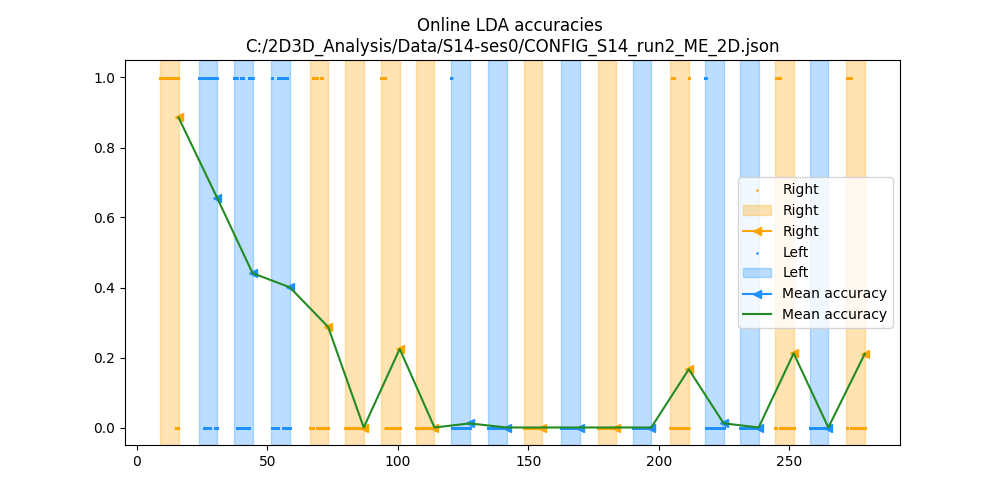 Online LDA accuracies
C:/2D3D_Analysis/Data/S14-ses0/CONFIG_S14_run2_ME_2D.json
1.0
0.8
0.6
0.4
0.2
0.0
0
50
100
150
200
250
Right
Right
Right
Left
Left
Mean accuracy
Mean accuracy